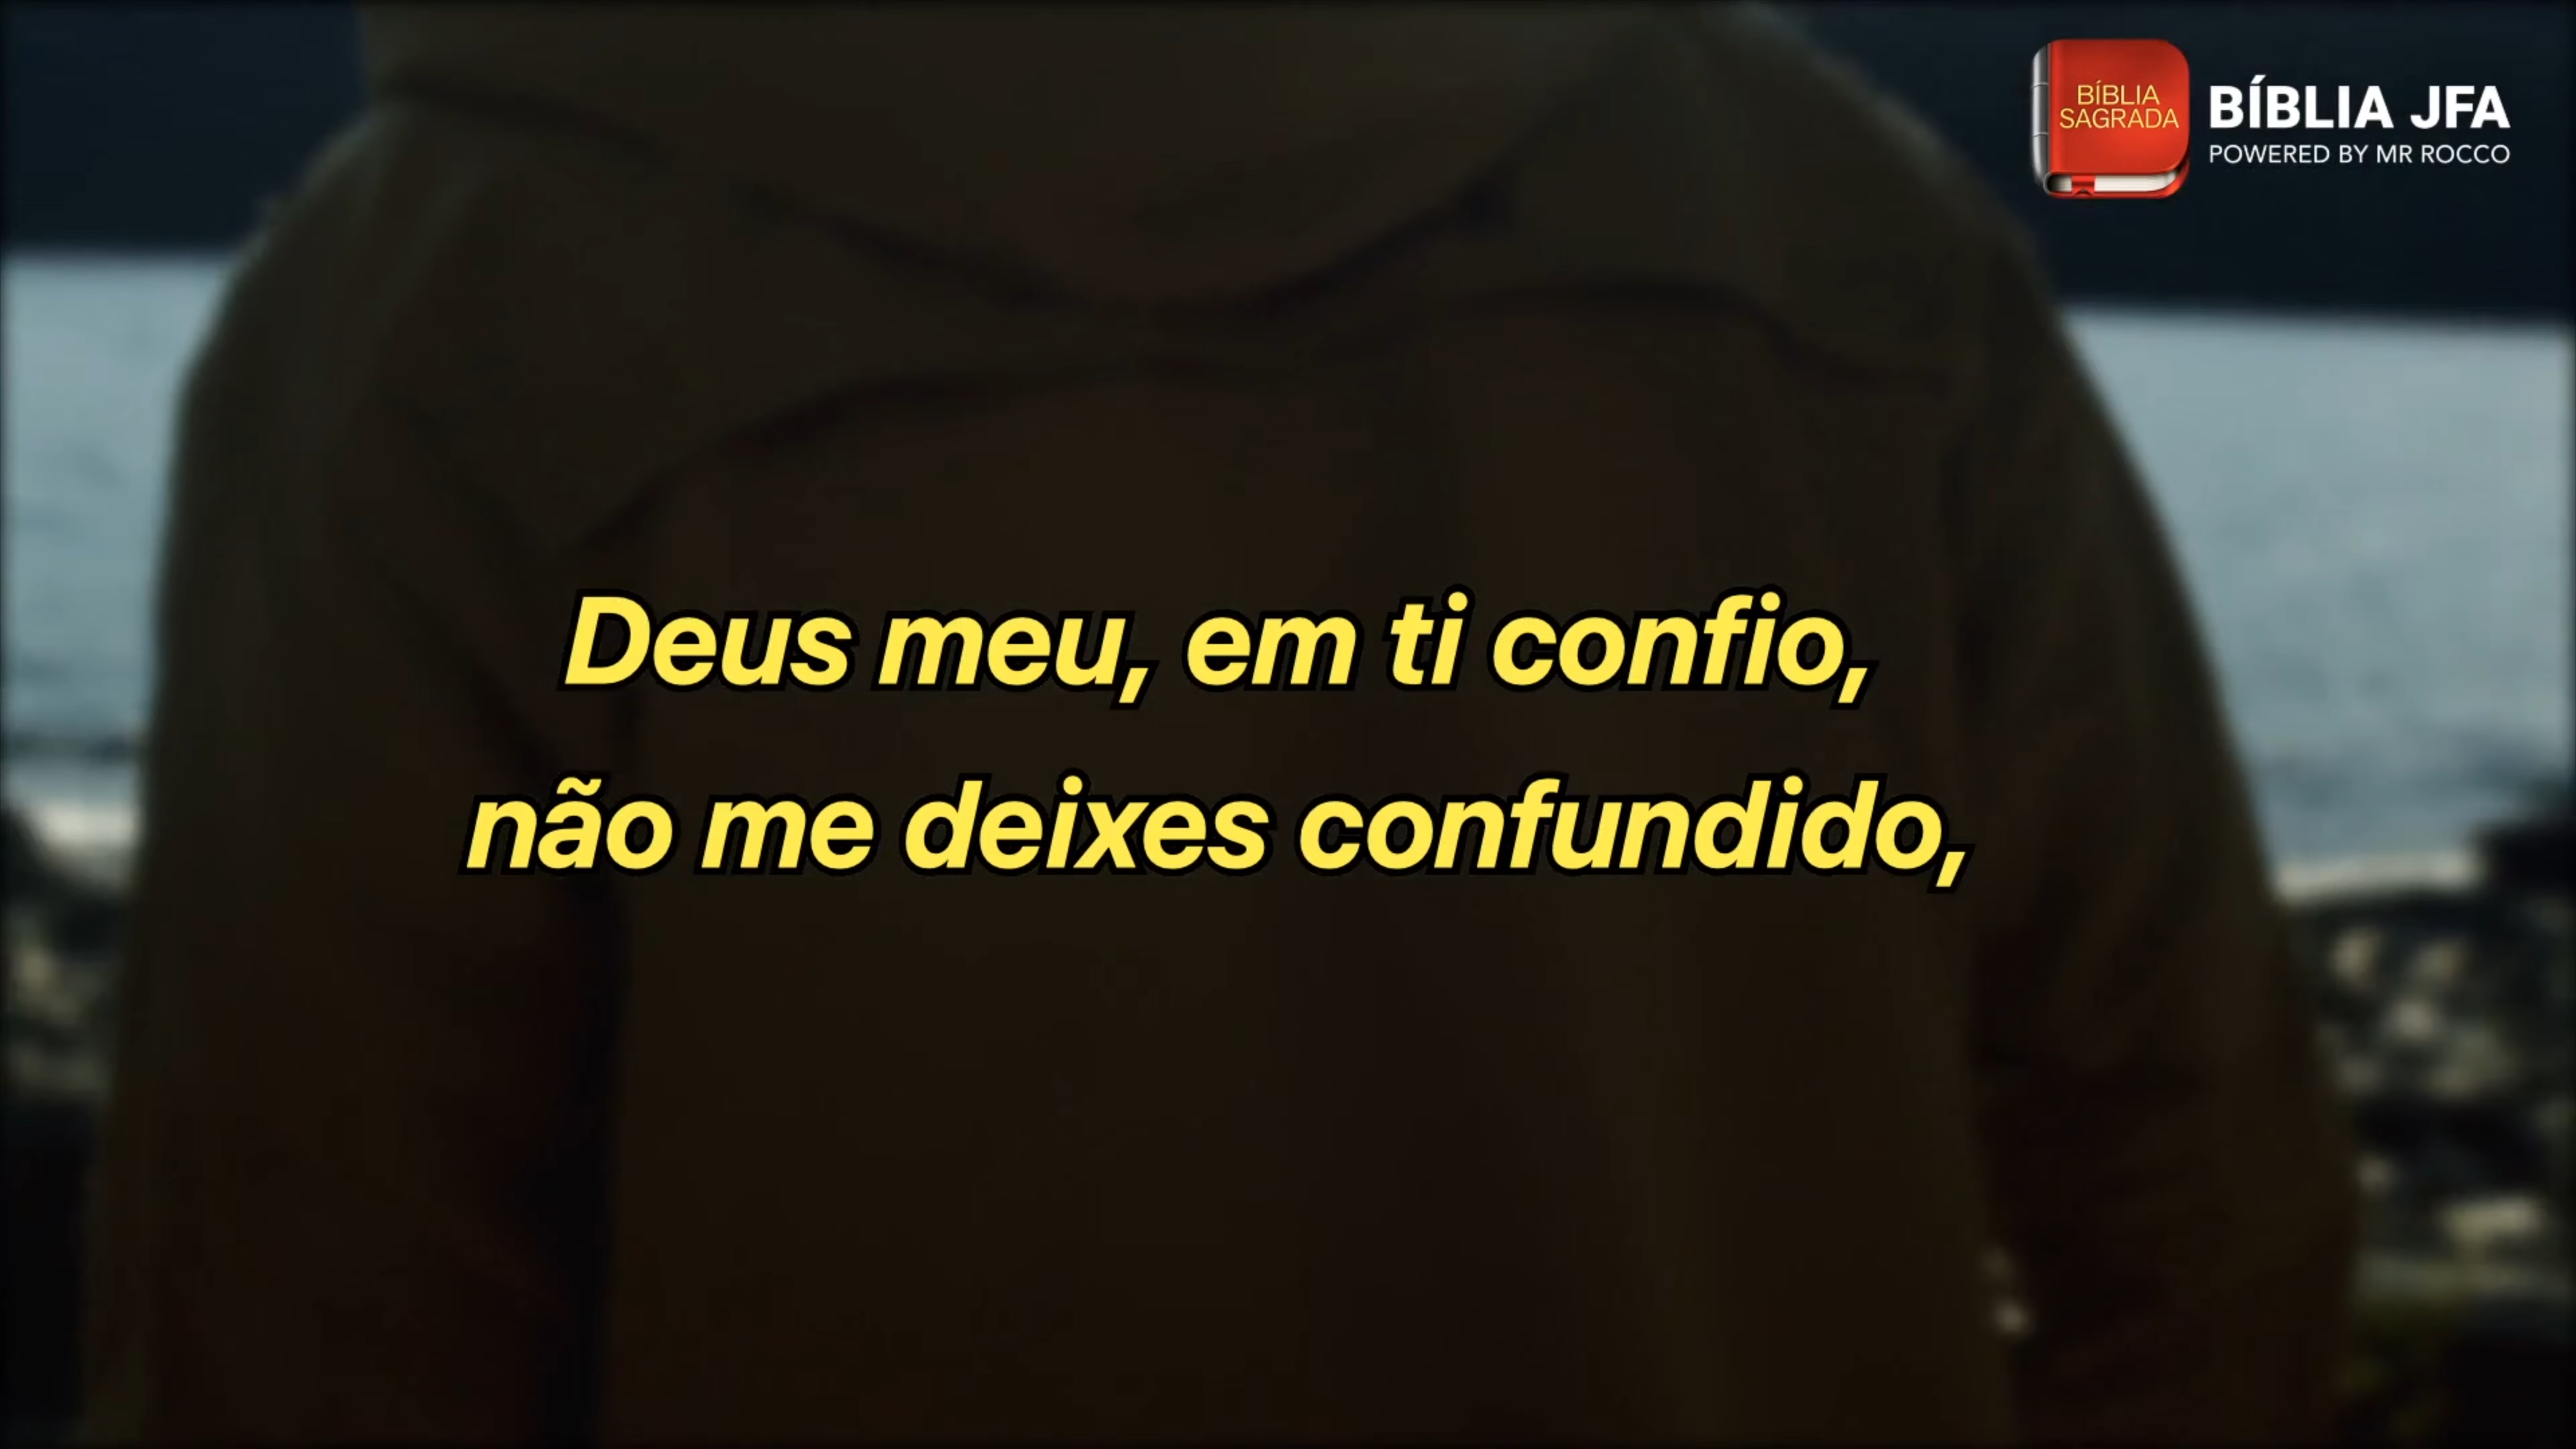 BÍBLIA
SAGRADA
BÍBLIA JFA
POWERED BY MR ROCCO
Deus meu, em ti confio,
não me deixes confundido,